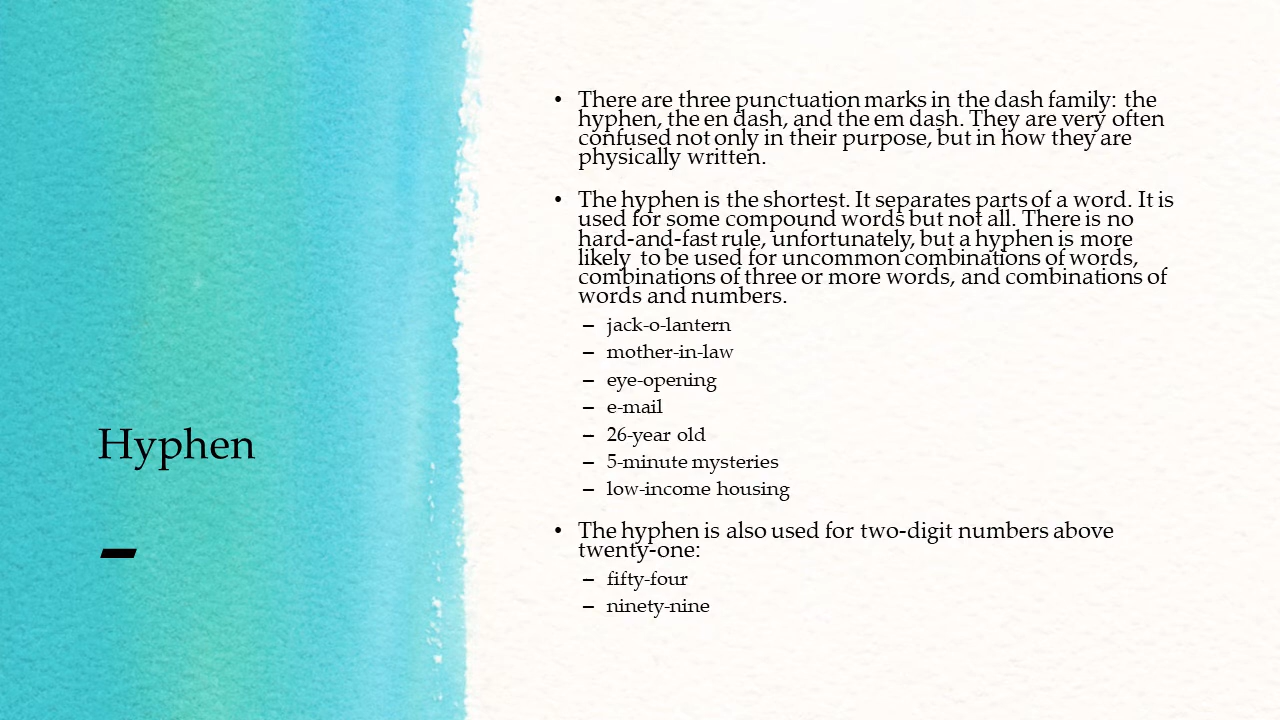 Hyphen
-
• There are three punctuation marks in the dash family: the
hyphen, the en dash, and the em dash. They are very often
confused not only in their purpose, but in how they are
physically written.
• The hyphen is the shortest. It separates parts of a word. It is
used for some compound words but not all. There is no
hard-and-fast rule, unfortunately, but a hyphen is more
likely to be used for uncommon combinations of words,
combinations of three or more words, and combinations of
words and numbers.
– jack-o-lantern
– mother-in-law
– eye-opening
– e-mail
– 26-year old
– 5-minute mysteries
– low-income housing
• The hyphen is also used for two-digit numbers above
twenty-one:
– fifty-four
– ninety-nine